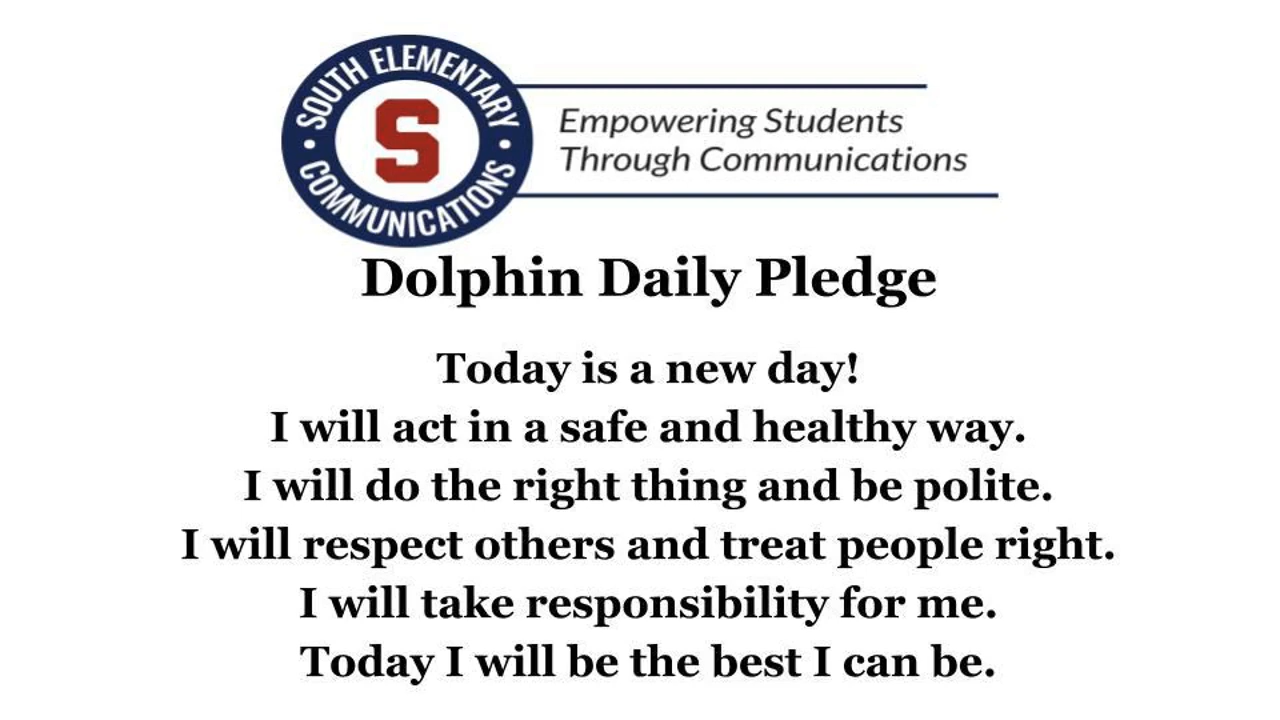 SOUTH ELEMENTARY
S
COMMUNICATIONS
Empowering Students
Through Communications
Dolphin Daily Pledge
Today is a new day!
I will act in a safe and healthy way.
I will do the right thing and be polite.
I will respect others and treat people right.
I will take responsibility for me.
Today I will be the best I can be.